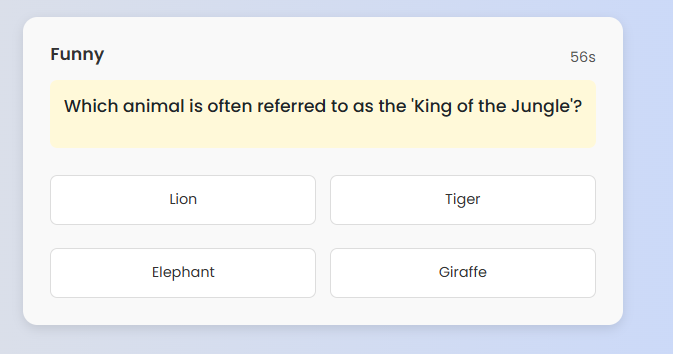 Funny
56s
Which animal is often referred to as the 'King of the Jungle'?
Lion
Tiger
Elephant
Giraffe